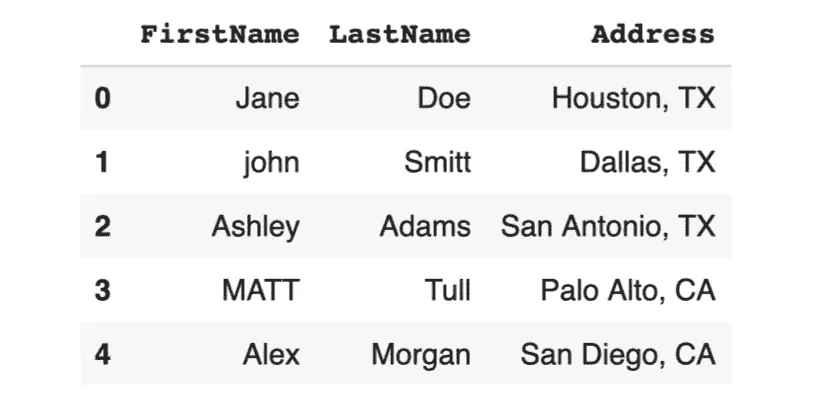 FirstName LastName Address
0 Jane Doe Houston, TX
1 john Smitt Dallas, TX
2 Ashley Adams San Antonio, TX
3 MATT Tull Palo Alto, CA
4 Alex Morgan San Diego, CA